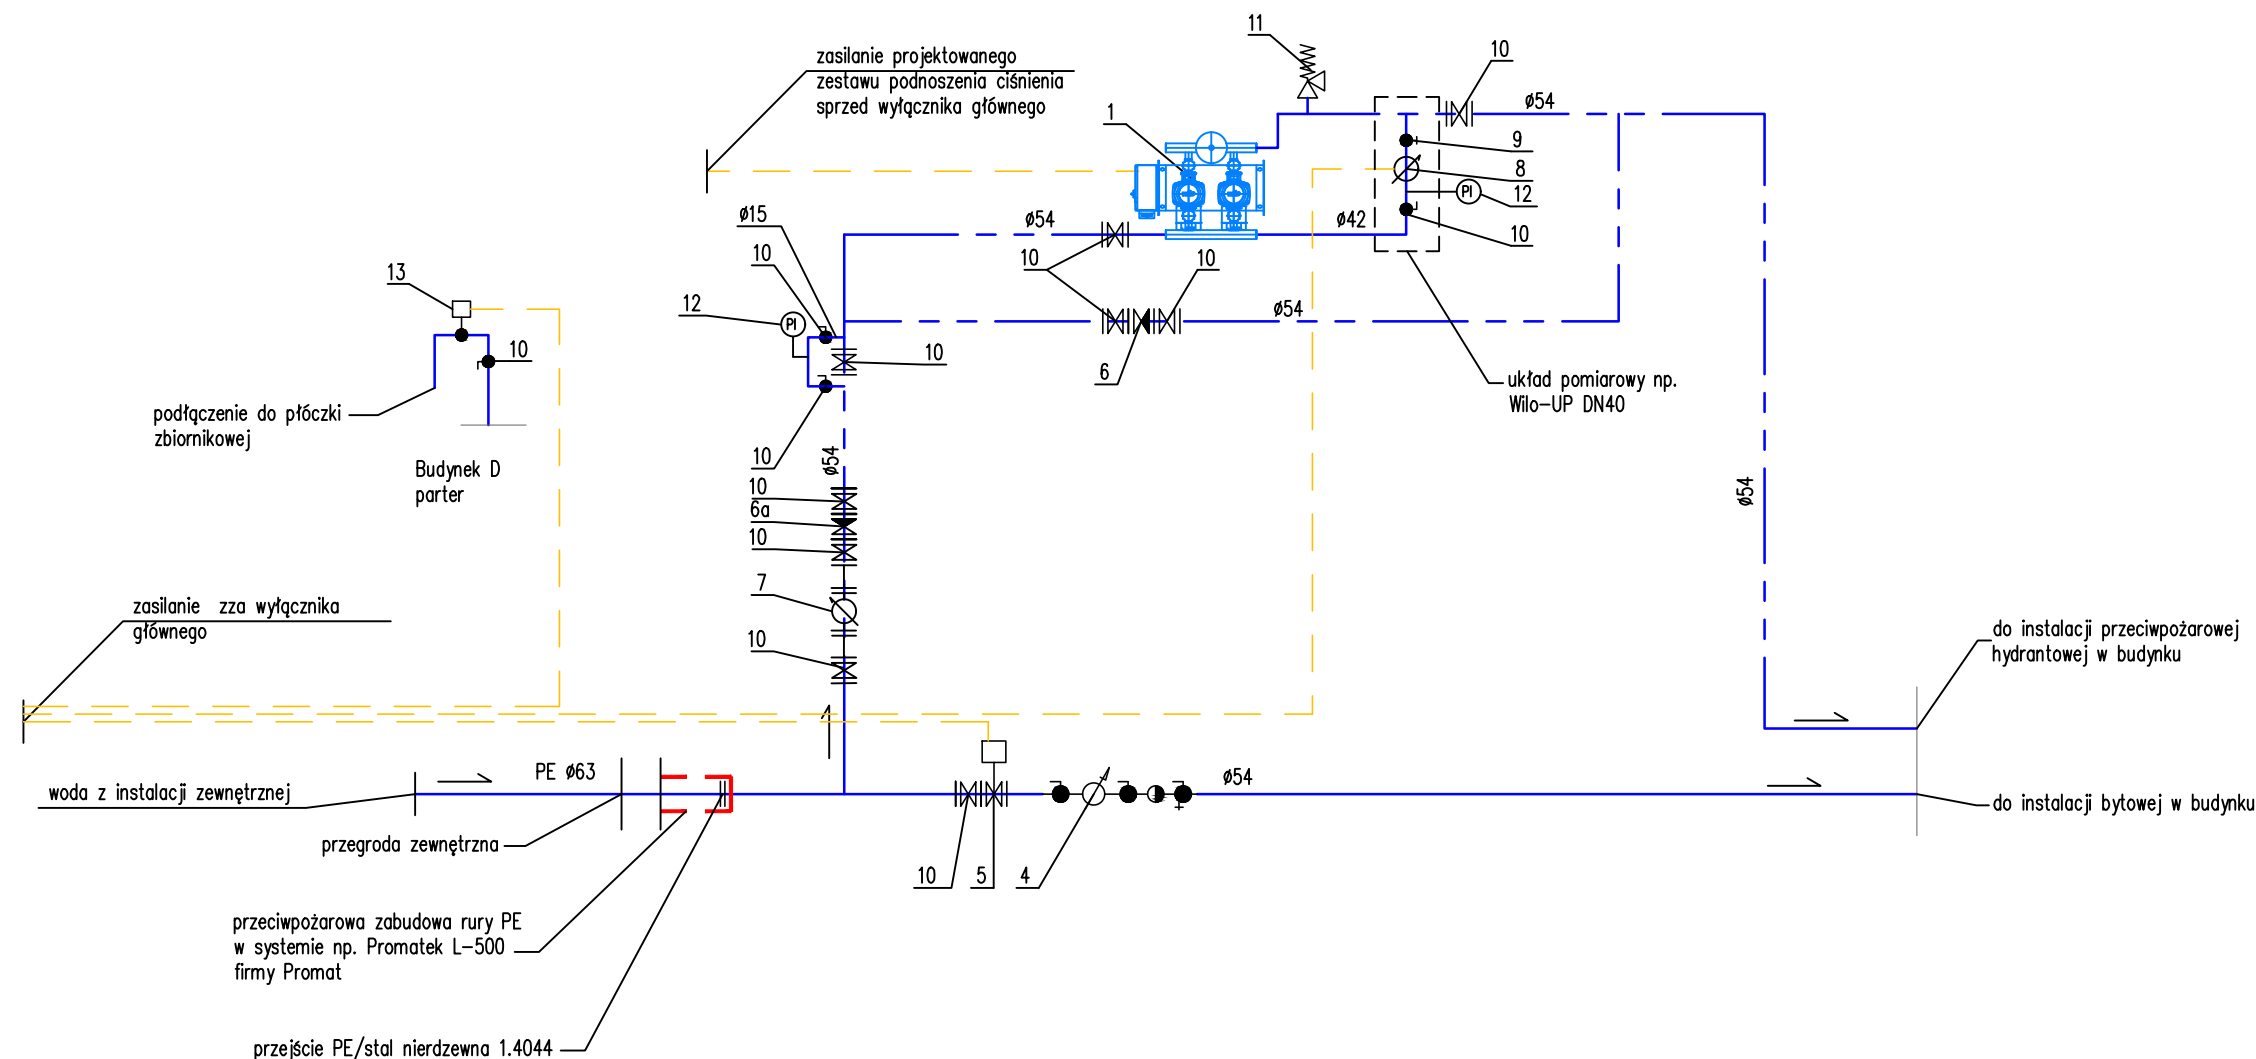 11
10
zasilanie projektowanego
zestawu podnoszenia ciśnienia
sprzed wyłącznika głównego
1
ø54
9
8
PI
12
ø15
ø54
ø42
10
10
10
10
13
12
PI
ø54
10
10
6
układ pomiarowy np.
Wilo-UP DN40
podłączenie do płóczki
zbiornikowej
Budynek D
parter
10
ø54
10
6a
10
ø54
7
zasilanie zza wyłącznika
głównego
10
do instalacji przeciwpożarowej
hydrantowej w budynku
PE ø63
ø54
woda z instalacji zewnętrznej
do instalacji bytowej w budynku
przegroda zewnętrzna
10
5
4
przeciwpożarowa zabudowa rury PE
w systemie np. Promatek L-500
firmy Promat
przejście PE/stal nierdzewna 1.4044